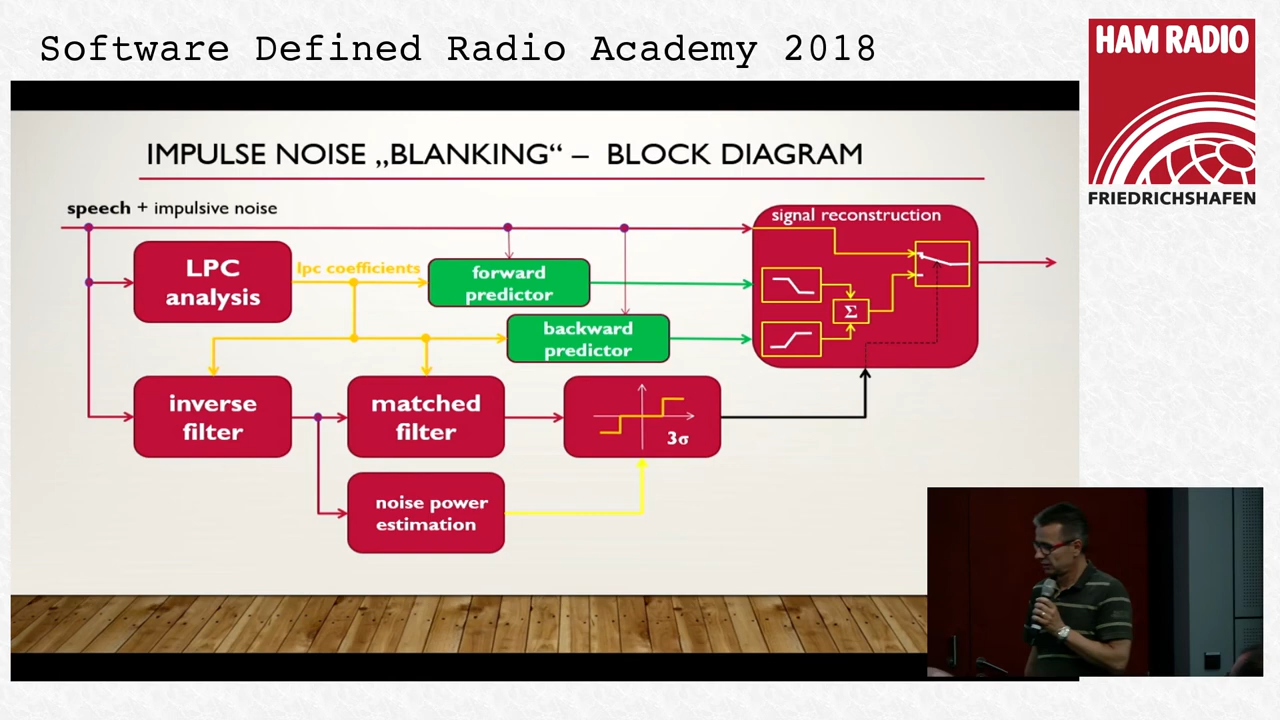 Software Defined Radio Academy 2018
HAM RADIO
FRIEDRICHSHAFEN
IMPULSE NOISE „BLANKING“ – BLOCK DIAGRAM
speech + impulsive noise
signal reconstruction
LPC
analysis
lpc coefficients
forward
predictor
backward
predictor
Σ
inverse
filter
matched
filter
3σ
noise power
estimation